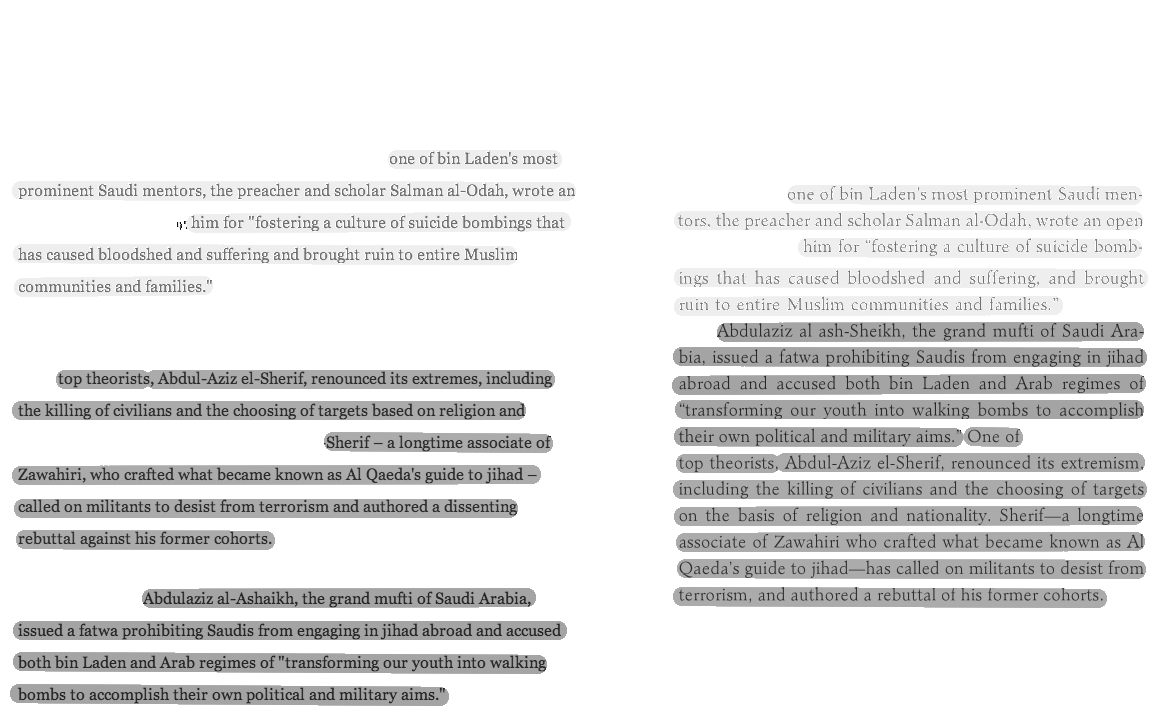 one of bin Laden's most
prominent Saudi mentors, the preacher and scholar Salman al-Odah, wrote an
him for "fostering a culture of suicide bombings that
has caused bloodshed and suffering and brought ruin to entire Muslim
communities and families."
top theorists, Abdul-Aziz el-Sherif, renounced its extremes, including
the killing of civilians and the choosing of targets based on religion and
Sherif – a longtime associate of
Zawahiri, who crafted what became known as Al Qaeda's guide to jihad –
called on militants to desist from terrorism and authored a dissenting
rebuttal against his former cohorts.
Abdulaziz al-Ashaikh, the grand mufti of Saudi Arabia,
issued a fatwa prohibiting Saudis from engaging in jihad abroad and accused
both bin Laden and Arab regimes of "transforming our youth into walking
bombs to accomplish their own political and military aims."
one of bin Laden's most prominent Saudi men-
tors, the preacher and scholar Salman al-Odah, wrote an open
him for “fostering a culture of suicide bomb-
ings that has caused bloodshed and suffering, and brought
ruin to entire Muslim communities and families.”
Abdulaziz al ash-Sheikh, the grand mufti of Saudi Ara-
bia, issued a fatwa prohibiting Saudis from engaging in jihad
abroad and accused both bin Laden and Arab regimes of
“transforming our youth into walking bombs to accomplish
their own political and military aims.” One of
top theorists, Abdul-Aziz el-Sherif, renounced its extremism,
including the killing of civilians and the choosing of targets
on the basis of religion and nationality. Sherif—a longtime
associate of Zawahiri who crafted what became known as Al
Qaeda's guide to jihad—has called on militants to desist from
terrorism, and authored a rebuttal of his former cohorts.